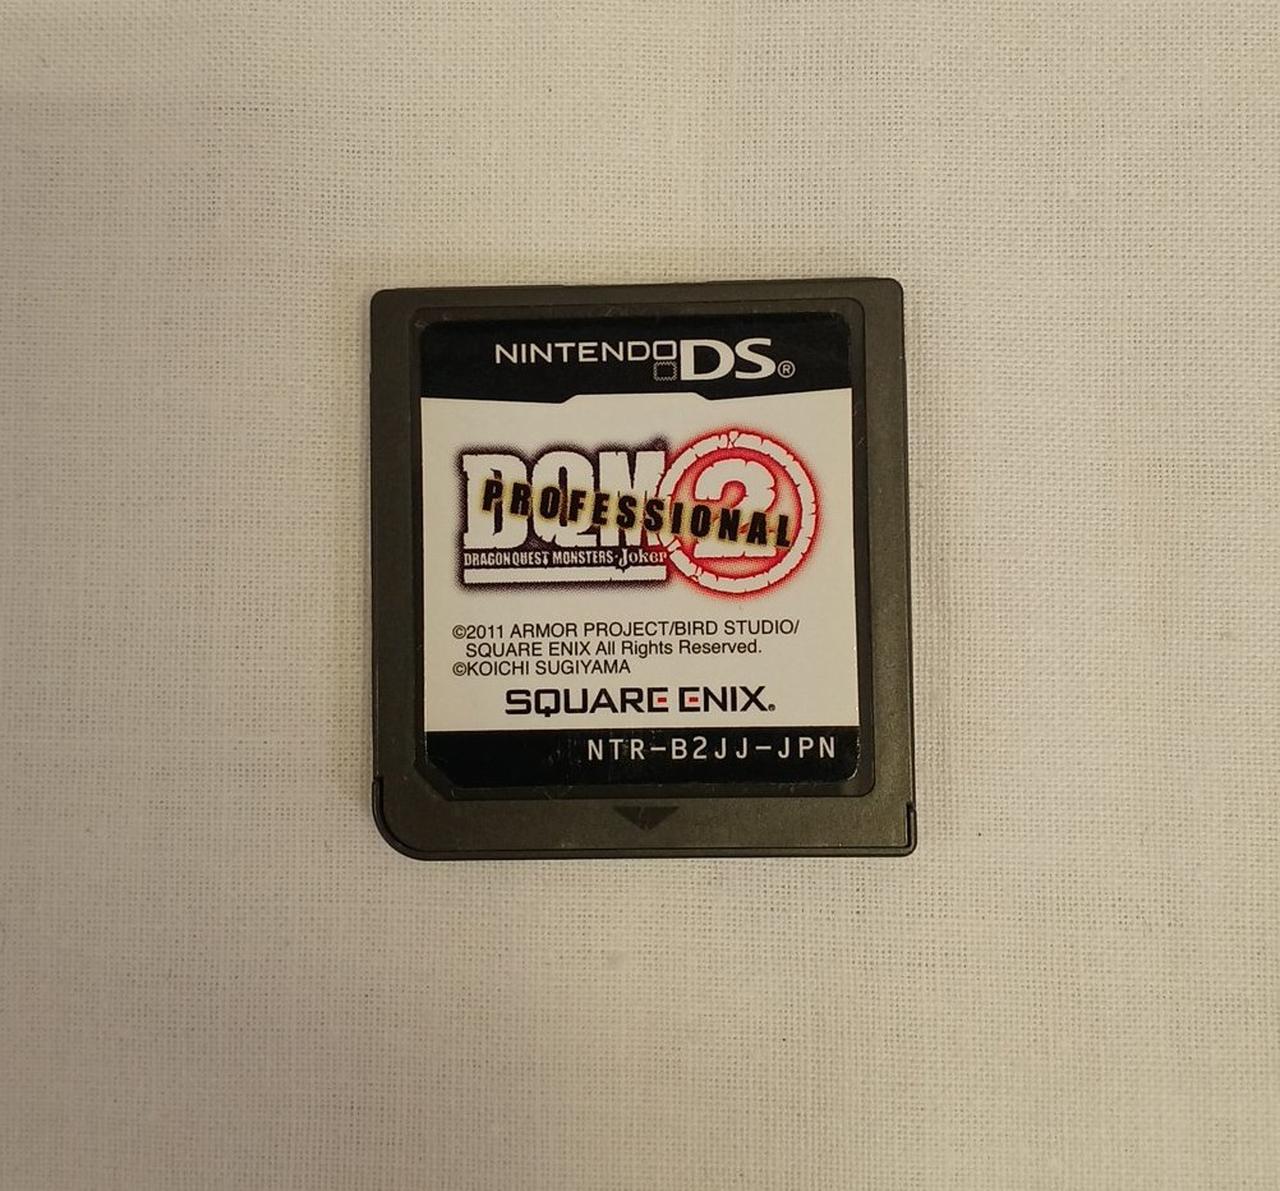 NINTENDO DS®
DQM 2
PROFESSIONAL
DRAGON QUEST MONSTERS·Joker
©2011 ARMOR PROJECT/BIRD STUDIO/
SQUARE ENIX All Rights Reserved.
©KOICHI SUGIYAMA
SQUARE ENIX.
NTR-B2JJ-JPN